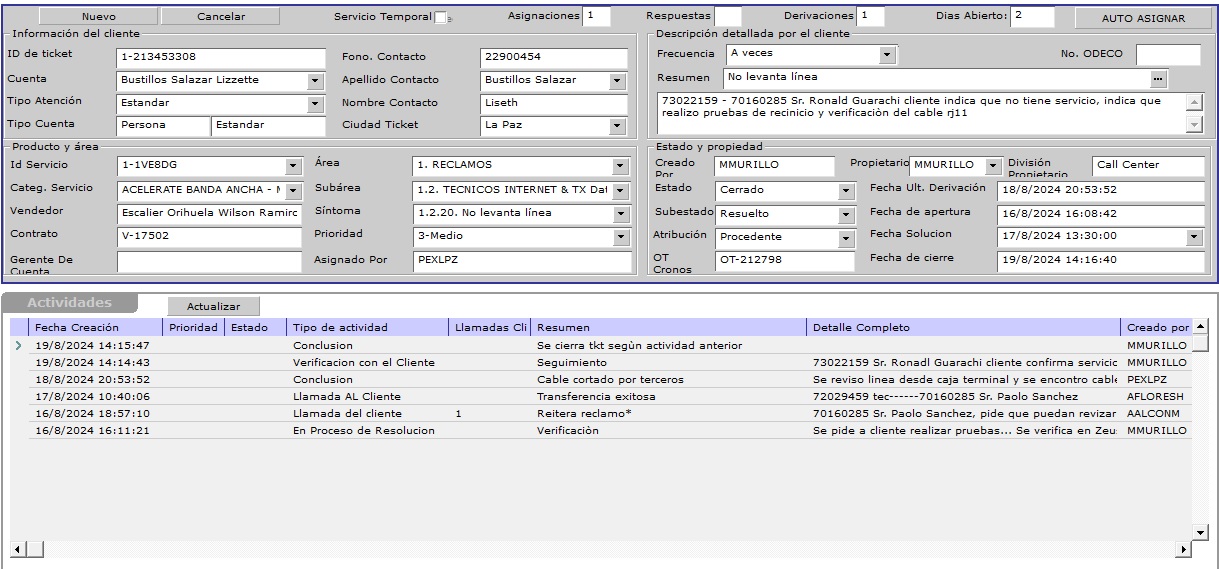 Nuevo Cancelar Servicio Temporal Asignaciones 1 Respuestas Derivaciones 1 Dias Abierto: 2 AUTO ASIGNAR
Información del cliente
ID de ticket 1-213453308 Fono. Contacto 22900454
Cuenta Bustillos Salazar Lizzette Apellido Contacto Bustillos Salazar
Tipo Atención Estandar Nombre Contacto Liseth
Tipo Cuenta Persona Estandar Ciudad Ticket La Paz
Descripción detallada por el cliente
Frecuencia A veces No. ODECO
Resumen No levanta línea ...
73022159 - 70160285 Sr. Ronald Guarachi cliente indica que no tiene servicio, indica que
realizo pruebas de recinicio y verificaciòn del cable rj11
Producto y área
Id Servicio 1-1VE8DG Área 1. RECLAMOS
Categ. Servicio ACELERATE BANDA ANCHA - Subárea 1.2. TECNICOS INTERNET & TX Dat
Vendedor Escalier Orihuela Wilson Ramirc Síntoma 1.2.20. No levanta línea
Contrato V-17502 Prioridad 3-Medio
Gerente De Cuenta Asignado Por PEXLPZ
Estado y propiedad
Creado Por MMURILLO Propietario MMURILLO División Propietario Call Center
Estado Cerrado Fecha Ult. Derivación 18/8/2024 20:53:52
Subestado Resuelto Fecha de apertura 16/8/2024 16:08:42
Atribución Procedente Fecha Solucion 17/8/2024 13:30:00
OT Cronos OT-212798 Fecha de cierre 19/8/2024 14:16:40
Actividades Actualizar
Fecha Creación Prioridad Estado Tipo de actividad Llamadas Cli Resumen Detalle Completo Creado por
19/8/2024 14:15:47 Conclusion Se cierra tkt segùn actividad anterior MMURILLO
19/8/2024 14:14:43 Verificacion con el Cliente Seguimiento 73022159 Sr. Ronadl Guarachi cliente confirma servicic MMURILLO
18/8/2024 20:53:52 Conclusion Cable cortado por terceros Se reviso linea desde caja terminal y se encontro cable PEXLPZ
17/8/2024 10:40:06 Llamada AL Cliente Transferencia exitosa 72029459 tec------70160285 Sr. Paolo Sanchez AFLORESH
16/8/2024 18:57:10 Llamada del cliente 1 Reitera reclamo* 70160285 Sr. Paolo Sanchez, pide que puedan revizar AALCONM
16/8/2024 16:11:21 En Proceso de Resolucion Verificaciòn Se pide a cliente realizar pruebas... Se verifica en Zeu: MMURILLO